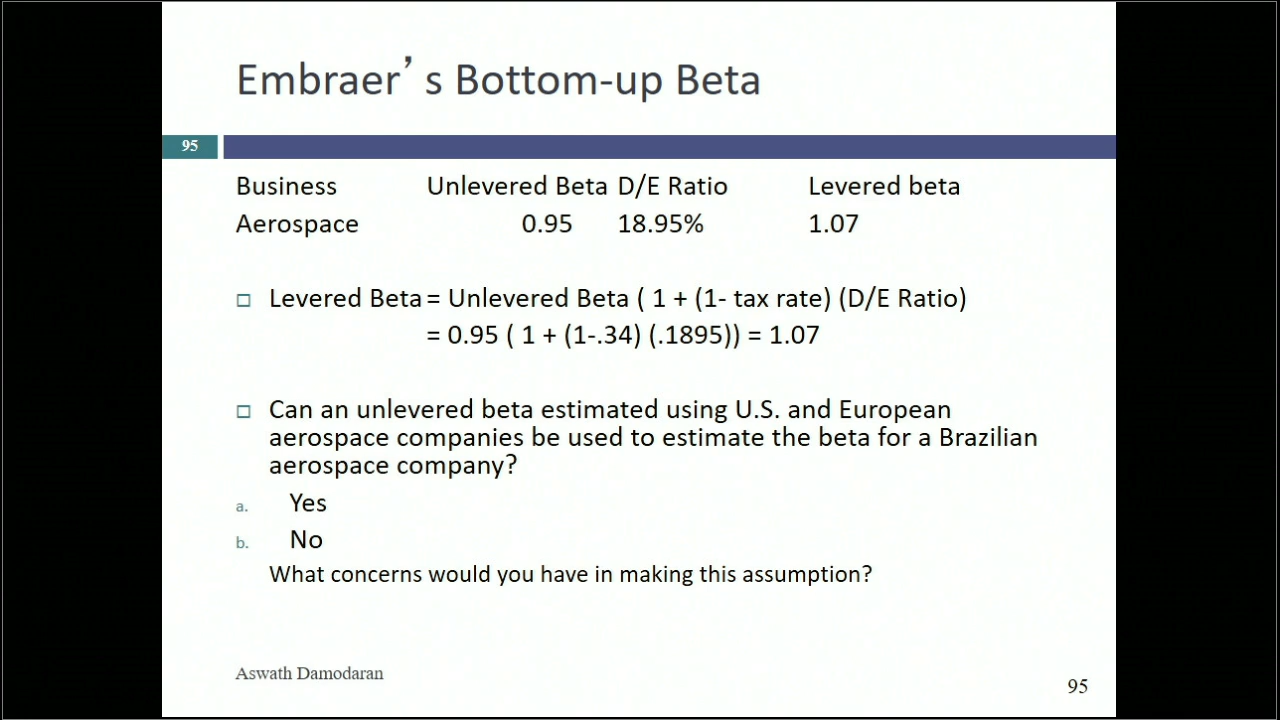 Embraer’s Bottom-up Beta
95
Business Unlevered Beta D/E Ratio Levered beta
Aerospace 0.95 18.95% 1.07
Levered Beta = Unlevered Beta ( 1 + (1- tax rate) (D/E Ratio)
= 0.95 ( 1 + (1-.34) (.1895)) = 1.07
Can an unlevered beta estimated using U.S. and European
aerospace companies be used to estimate the beta for a Brazilian
aerospace company?
a. Yes
b. No
What concerns would you have in making this assumption?
Aswath Damodaran
95